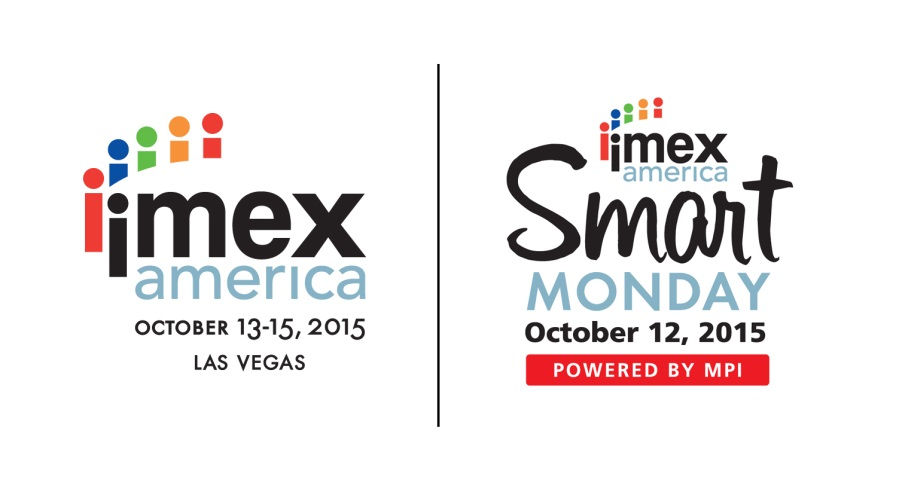 imex
america
OCTOBER 13-15, 2015
LAS VEGAS
imex
america
Smart
MONDAY
October 12, 2015
POWERED BY MPI